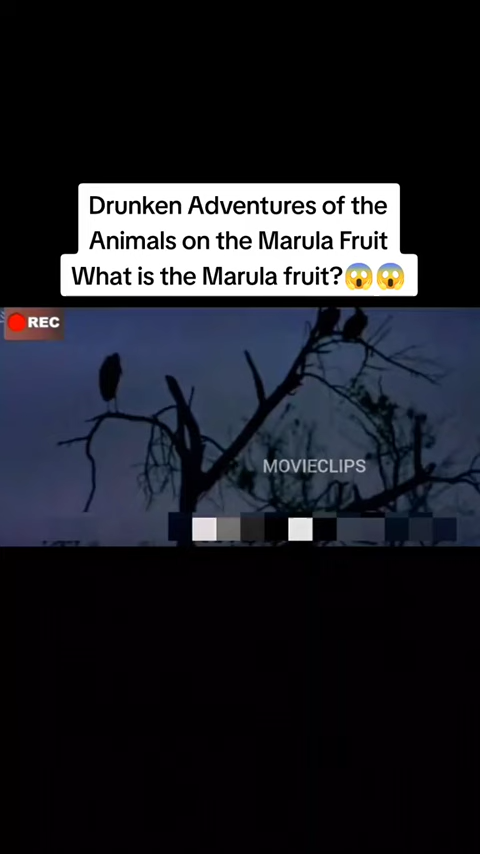 Drunken Adventures of the
Animals on the Marula Fruit
What is the Marula fruit?😱😱
REC
MOVIECLIPS